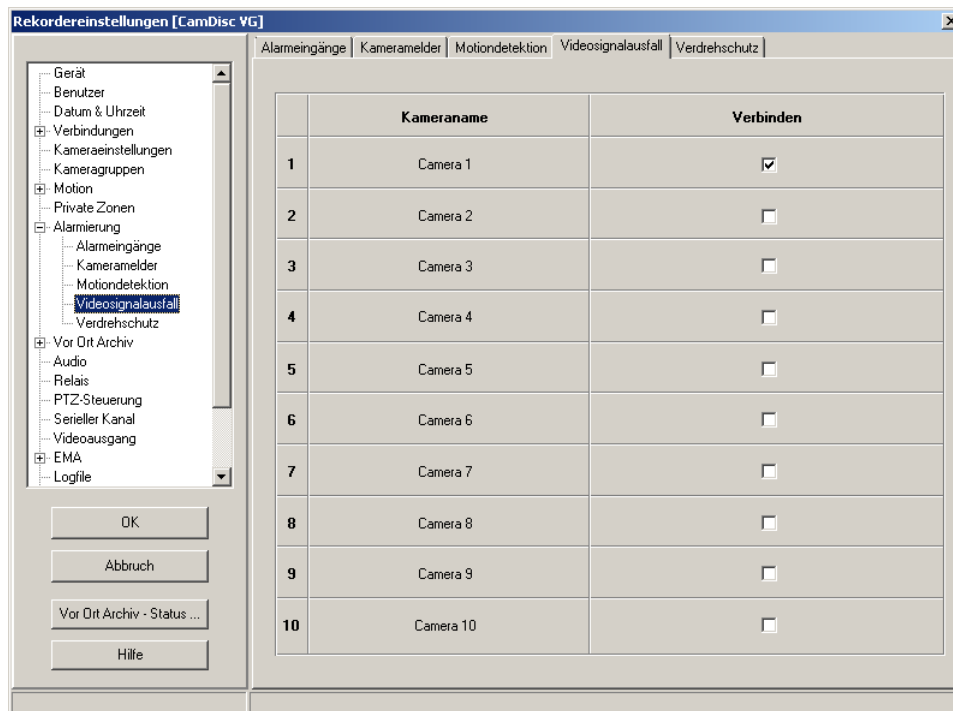 Rekordereinstellungen [CamDisc VG]
Alarmeingänge Kameramelder Motiondetektion Videosignalausfall Verdrehschutz
Gerät
Benutzer
Datum & Uhrzeit
Verbindungen
Kameraeinstellungen
Kameragruppen
Motion
Private Zonen
Alarmierung
Alarmeingänge
Kameramelder
Motiondetektion
Videosignalausfall
Verdrehschutz
Vor Ort Archiv
Audio
Relais
PTZ-Steuerung
Serieller Kanal
Videoausgang
EMA
Logfile
OK
Abbruch
Vor Ort Archiv - Status ...
Hilfe
Kameraname Verbinden
1 Camera 1
2 Camera 2
3 Camera 3
4 Camera 4
5 Camera 5
6 Camera 6
7 Camera 7
8 Camera 8
9 Camera 9
10 Camera 10